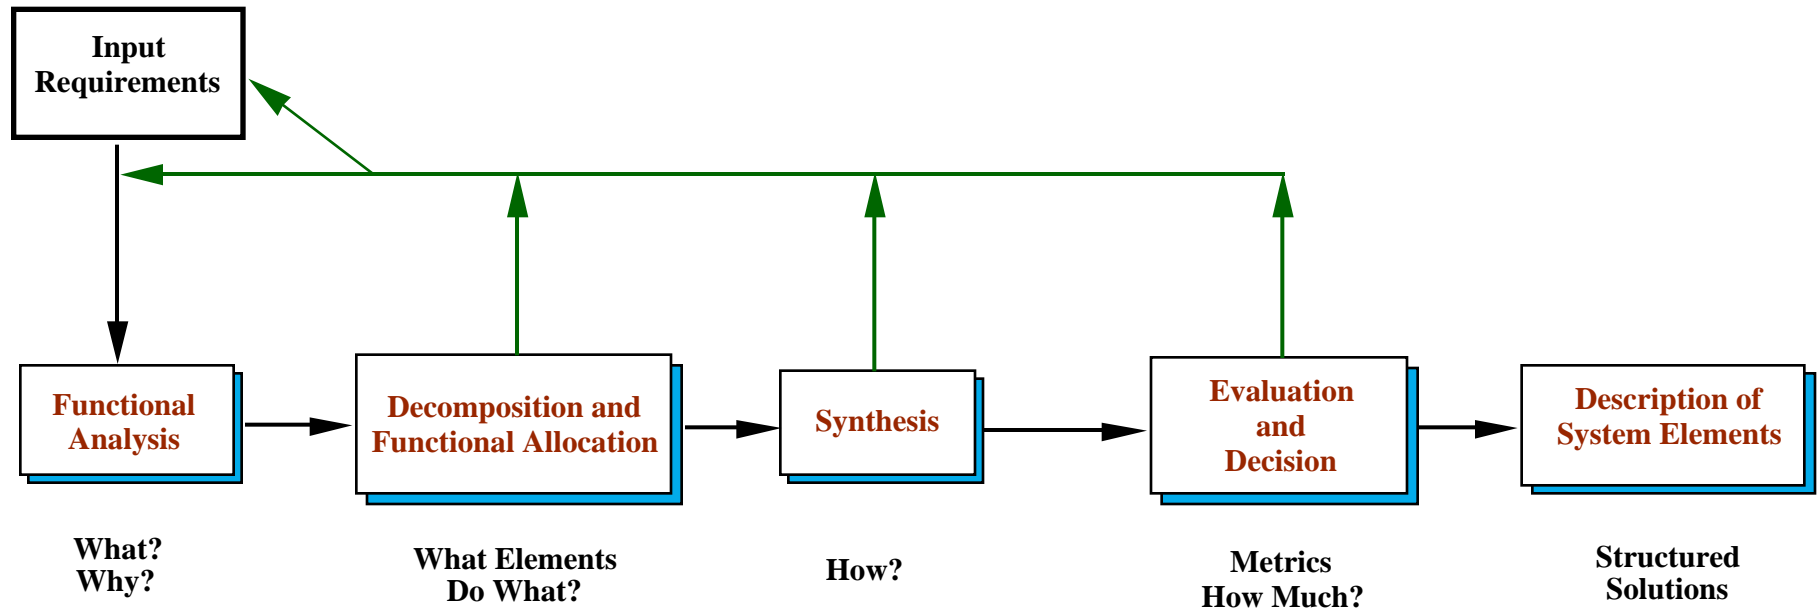 Input
Requirements
Functional
Analysis
Decomposition and
Functional Allocation
Synthesis
Evaluation
and
Decision
Description of
System Elements
What?
Why?
What Elements
Do What?
How?
Metrics
How Much?
Structured
Solutions